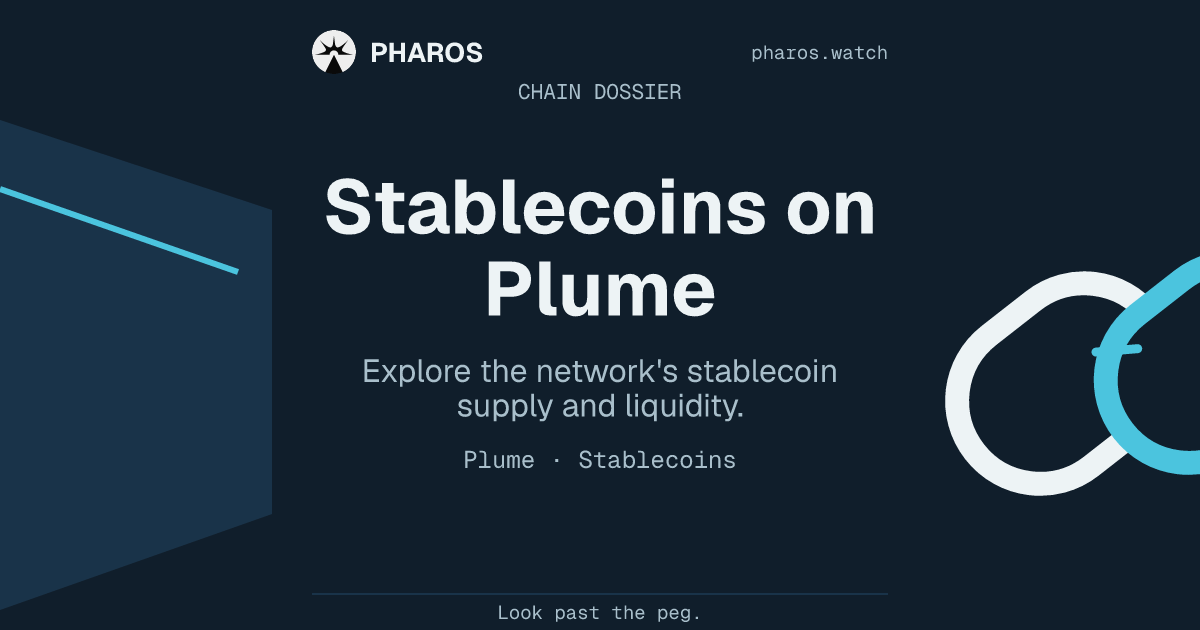 PHAROS
pharos.watch
CHAIN DOSSIER
Stablecoins on
Plume
Explore the network's stablecoin
supply and liquidity.
Plume · Stablecoins
Look past the peg.